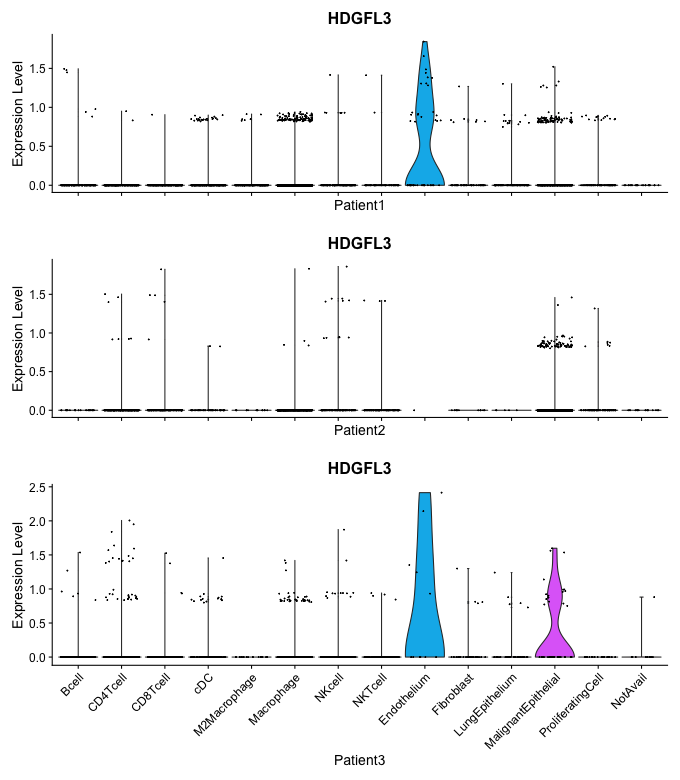 HDGFL3
Expression Level
1.5
1.0
0.5
0.0
Patient1
HDGFL3
Expression Level
1.5
1.0
0.5
0.0
Patient2
HDGFL3
Expression Level
2.5
2.0
1.5
1.0
0.5
0.0
Bcell
CD4Tcell
CD8Tcell
cDC
M2Macrophage
Macrophage
NKcell
NKTcell
Endothelium
Fibroblast
LungEpithelium
MalignantEpithelial
ProliferatingCell
NotAvail
Patient3